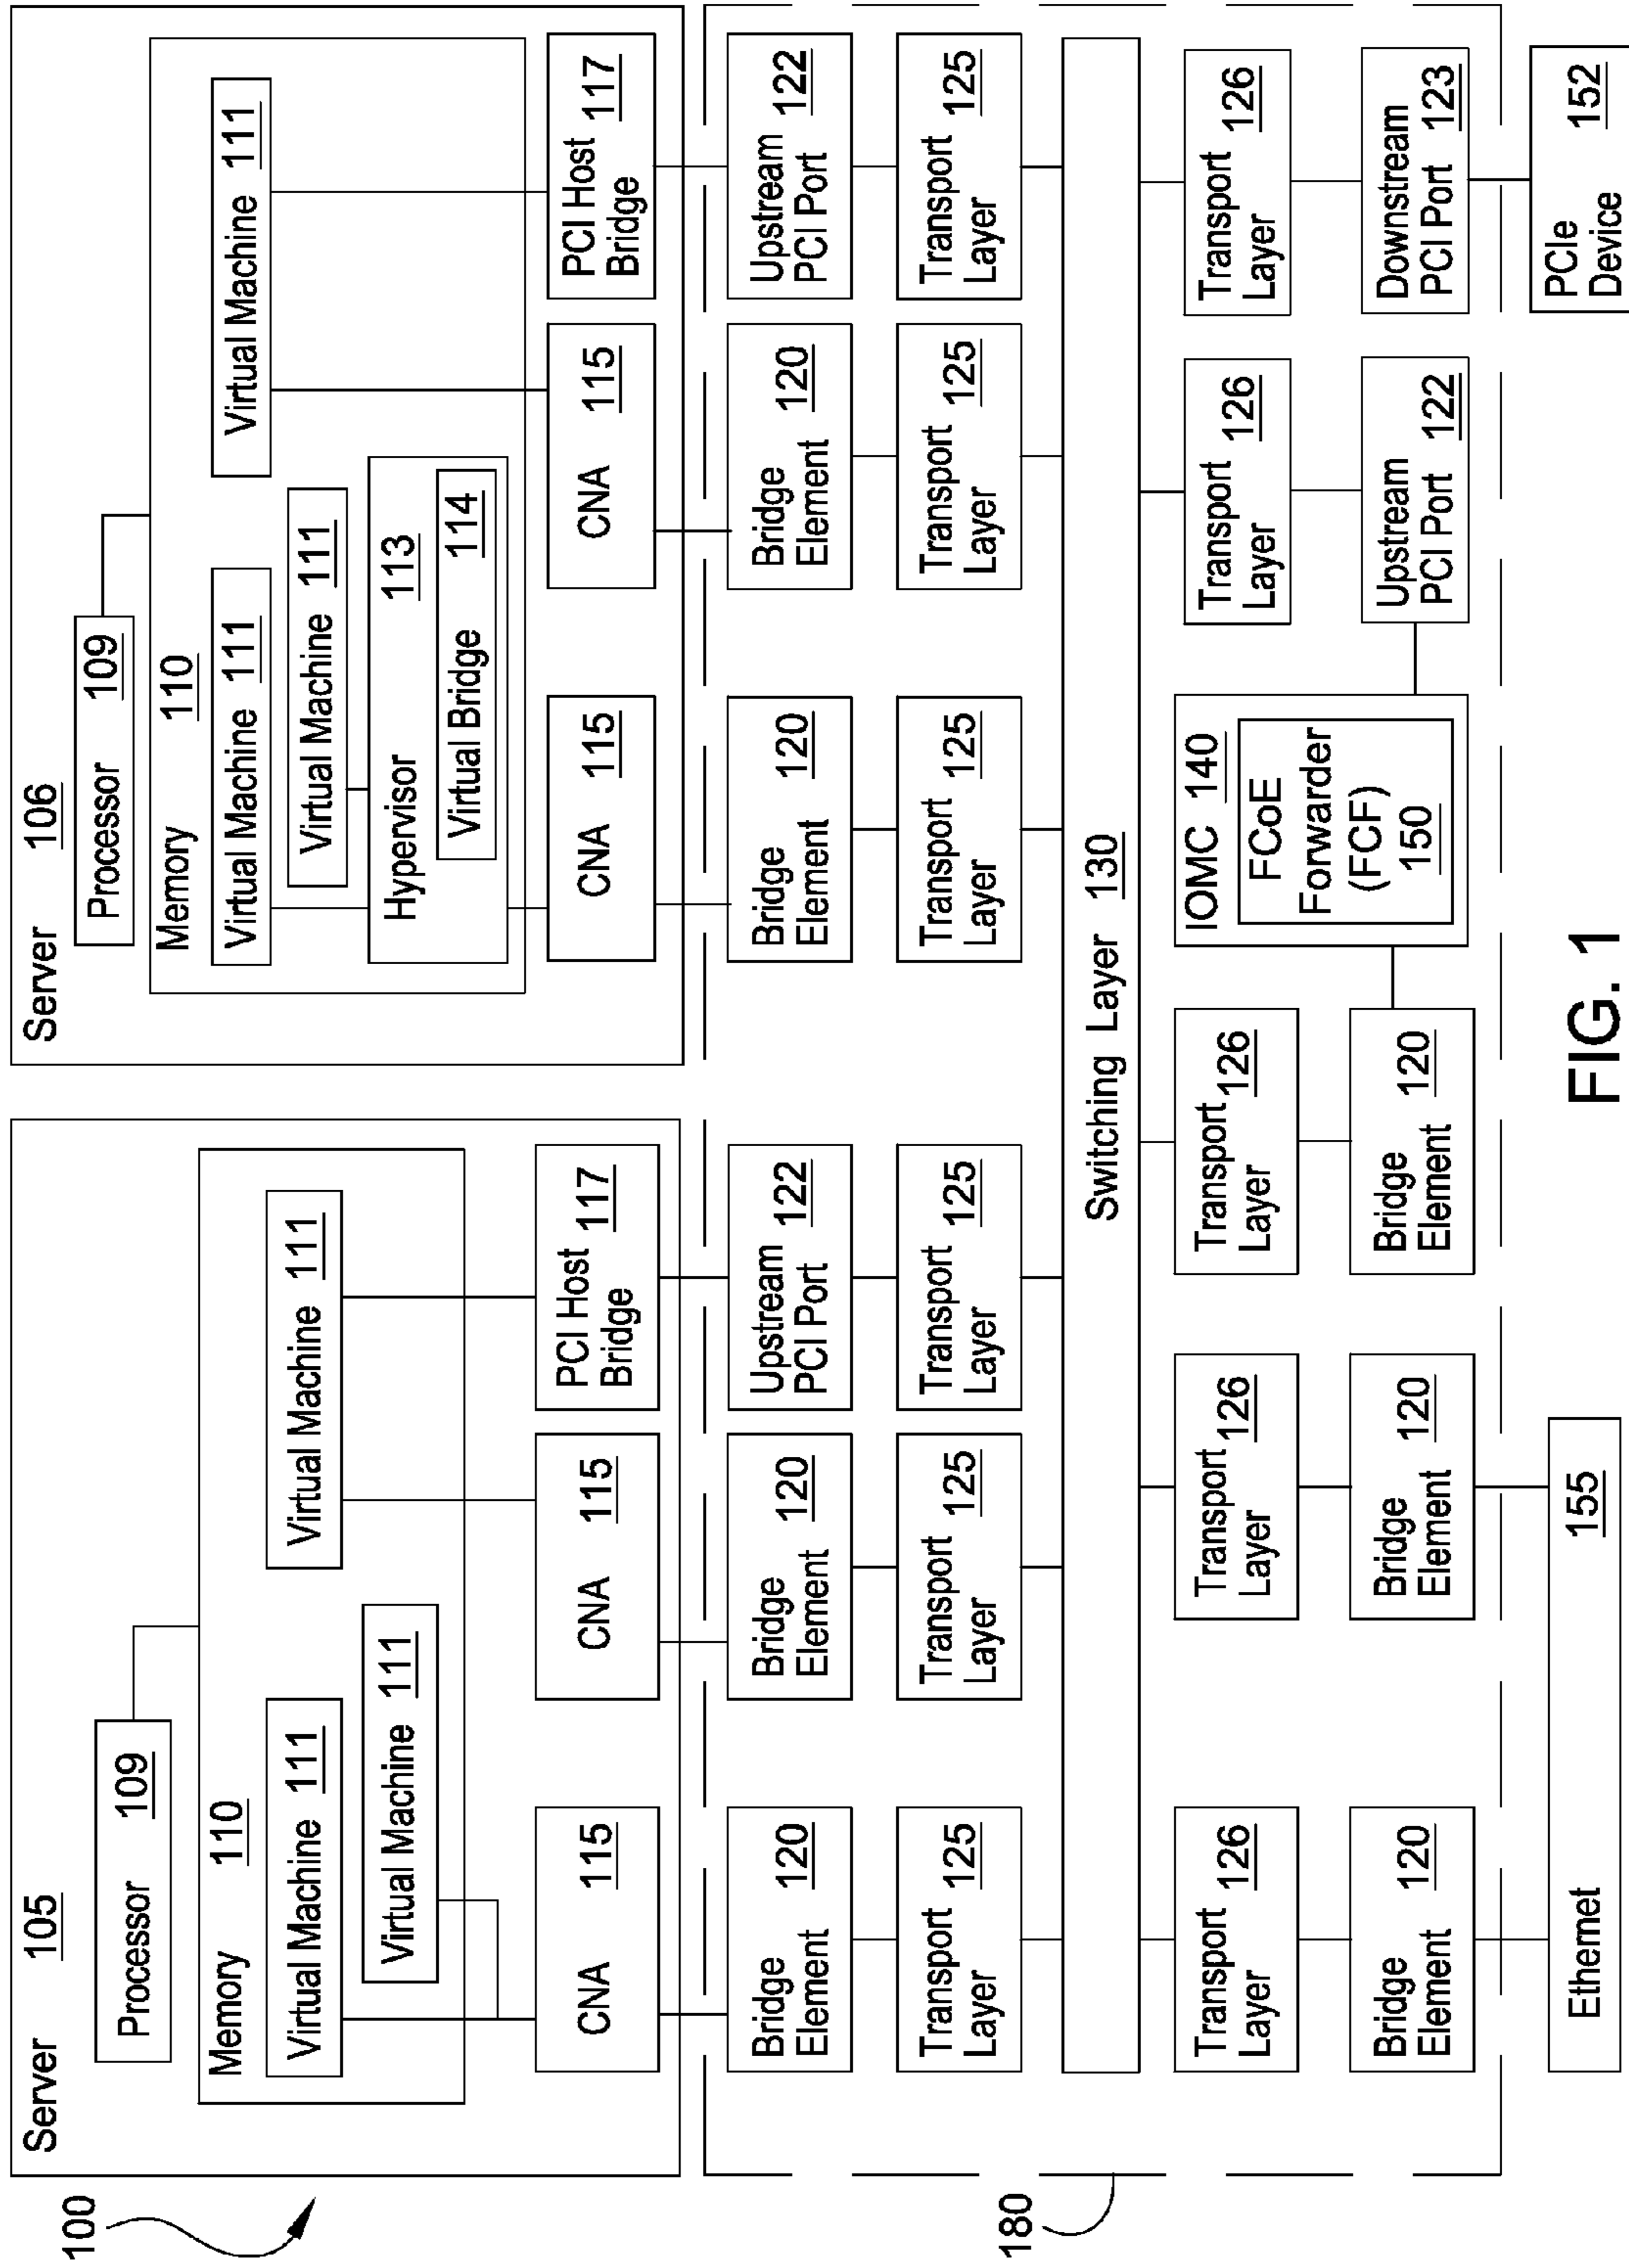 100
Server 105
Processor 109
Memory 110
Virtual Machine 111
Virtual Machine 111
Virtual Machine 111
CNA 115
CNA 115
PCI Host
Bridge 117
Server 106
Processor 109
Memory 110
Virtual Machine 111
Virtual Machine 111
Virtual Machine 111
Hypervisor 113
Virtual Bridge 114
CNA 115
CNA 115
PCI Host
Bridge 117
180
Bridge
Element 120
Bridge
Element 120
Upstream
PCI Port 122
Bridge
Element 120
Bridge
Element 120
Upstream
PCI Port 122
Transport
Layer 125
Transport
Layer 125
Transport
Layer 125
Transport
Layer 125
Transport
Layer 125
Transport
Layer 125
Switching Layer 130
Transport
Layer 126
Transport
Layer 126
Transport
Layer 126
Transport
Layer 126
Transport
Layer 126
IOMC 140
FCoE
Forwarder
(FCF)
150
Bridge
Element 120
Bridge
Element 120
Bridge
Element 120
Upstream
PCI Port 122
Downstream
PCI Port 123
Ethernet 155
PCIe
Device 152
FIG. 1